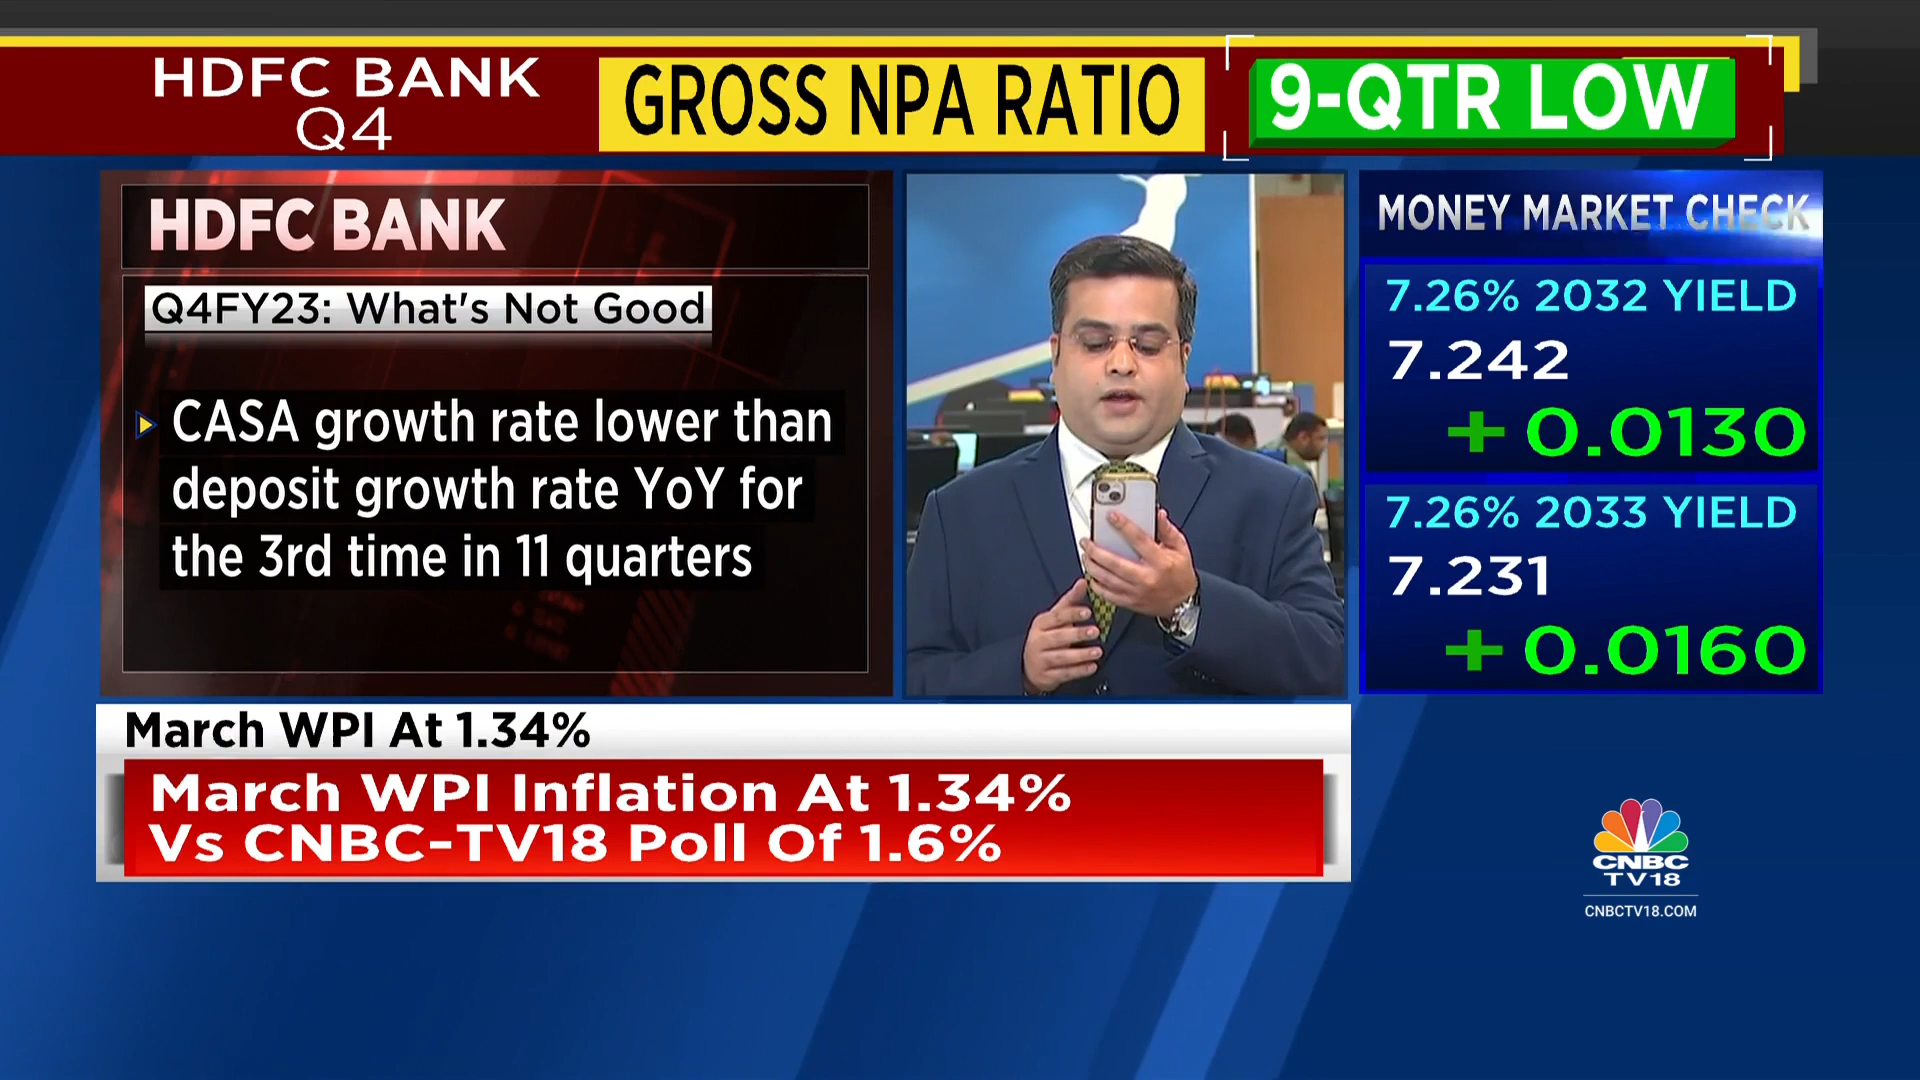 HDFC BANK
Q4
GROSS NPA RATIO
9-QTR LOW
HDFC BANK
Q4FY23: What's Not Good
CASA growth rate lower than
deposit growth rate YoY for
the 3rd time in 11 quarters
MONEY MARKET CHECK
7.26% 2032 YIELD
7.242
+ 0.0130
7.26% 2033 YIELD
7.231
+ 0.0160
March WPI At 1.34%
March WPI Inflation At 1.34%
Vs CNBC-TV18 Poll Of 1.6%
CNBC
TV18
CNBCTV18.COM